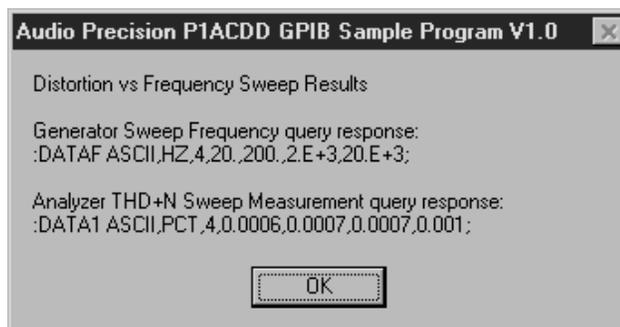 Audio Precision P1ACDD GPIB Sample Program V1.0
Distortion vs Frequency Sweep Results
Generator Sweep Frequency query response:
:DATAF ASCII,HZ,4,20.,200.,2.E+3,20.E+3;
Analyzer THD+N Sweep Measurement query response:
:DATA1 ASCII,PCT,4,0.0006,0.0007,0.0007,0.001;
OK